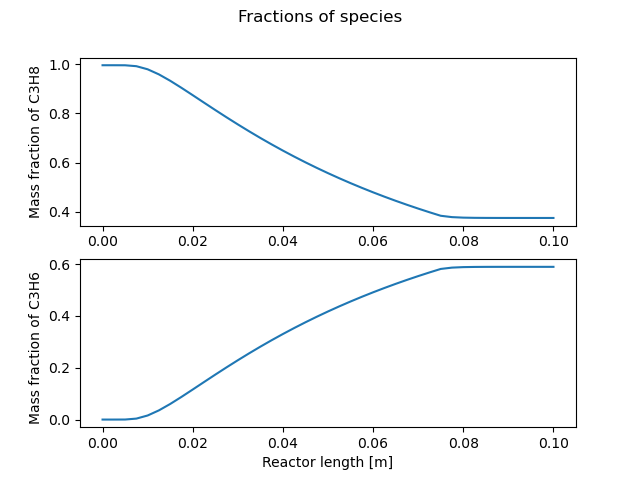 Fractions of species
Mass fraction of C3H8
1.0
0.8
0.6
0.4
0.00 0.02 0.04 0.06 0.08 0.10
Mass fraction of C3H6
0.6
0.4
0.2
0.0
0.00 0.02 0.04 0.06 0.08 0.10
Reactor length [m]